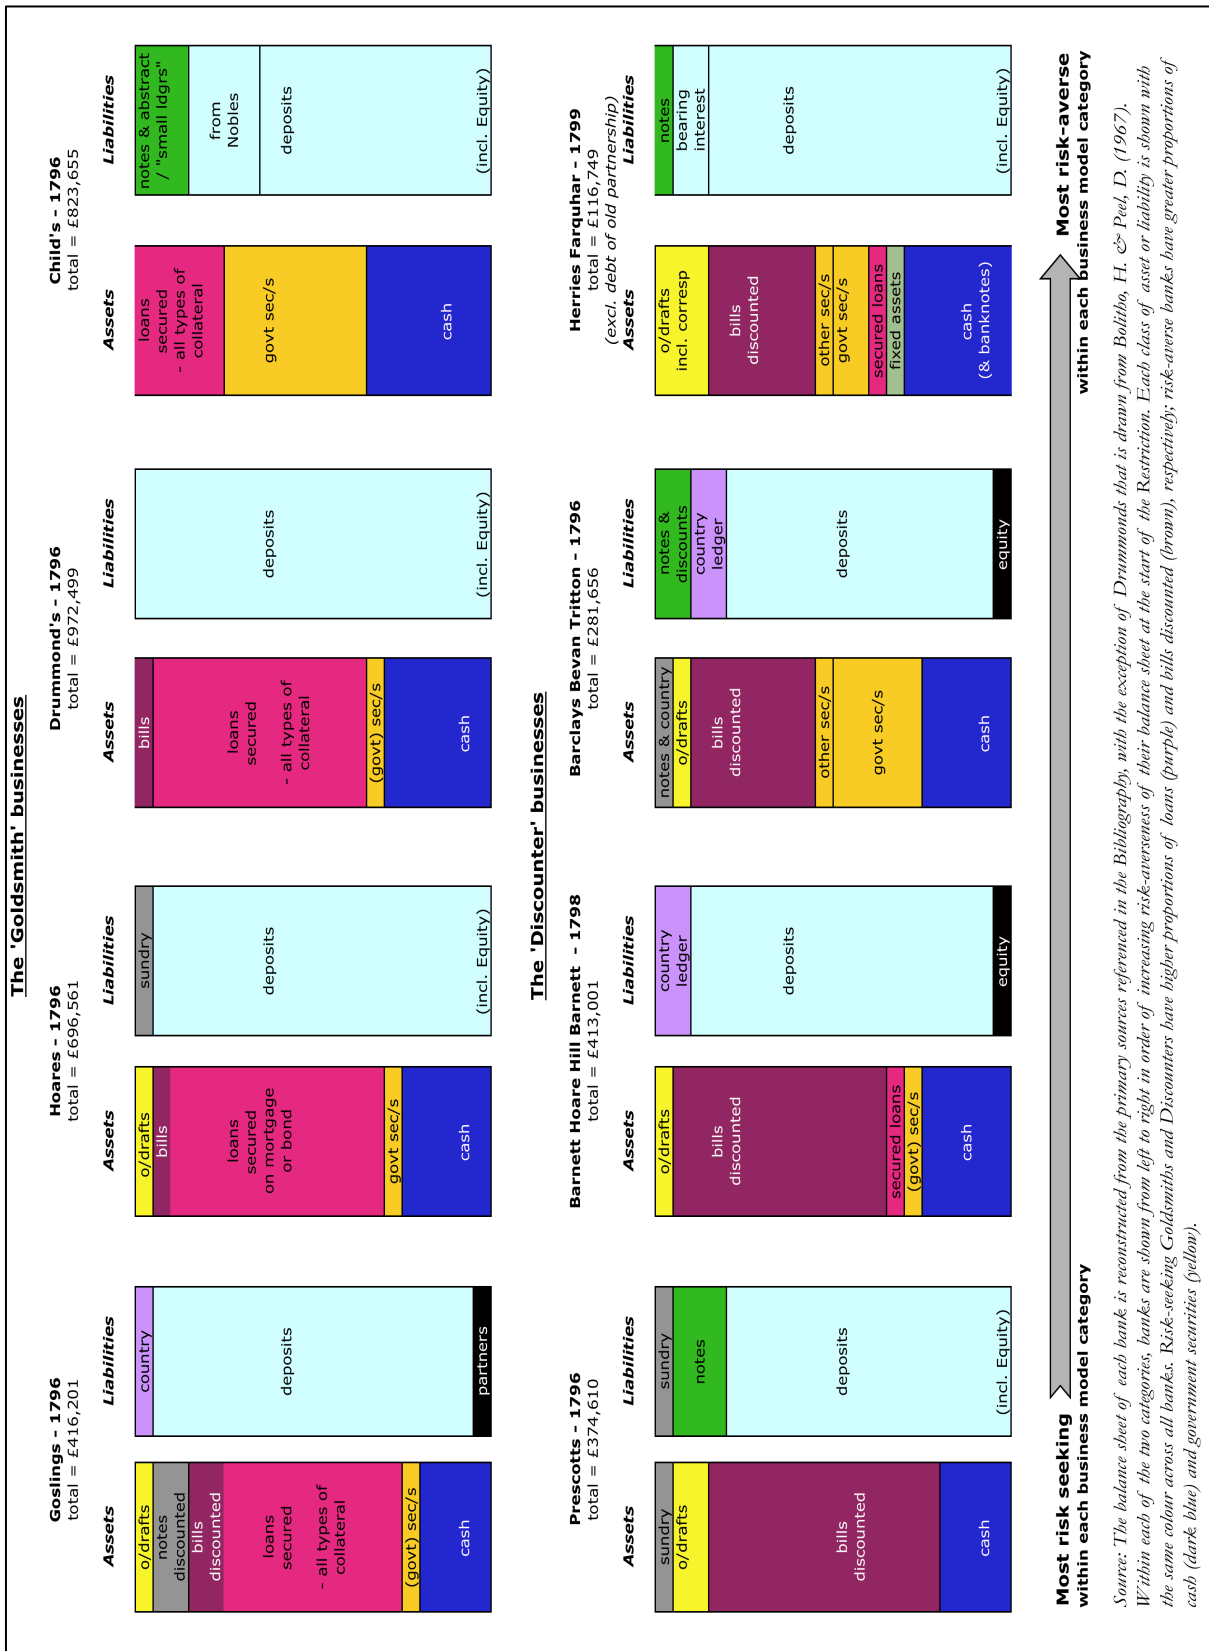 The 'Goldsmith' businesses
Goslings - 1796
total = £416,201
Assets
Liabilities
o/drafts
notes
discounted
bills
discounted
loans
secured
- all types of
collateral
(govt) sec/s
cash
country
deposits
partners
Hoares - 1796
total = £696,561
Assets
Liabilities
o/drafts
bills
loans
secured
on mortgage
or bond
govt sec/s
cash
sundry
deposits
(incl. Equity)
Drummond's - 1796
total = £972,499
Assets
Liabilities
bills
loans
secured
- all types of
collateral
(govt) sec/s
cash
deposits
(incl. Equity)
Child's - 1796
total = £823,655
Assets
Liabilities
loans
secured
- all types of
collateral
govt sec/s
cash
notes & abstract
/ "small ldgrs"
from
Nobles
deposits
(incl. Equity)
The 'Discounter' businesses
Prescotts - 1796
total = £374,610
Assets
Liabilities
sundry
o/drafts
bills
discounted
cash
sundry
notes
deposits
(incl. Equity)
Barnett Hoare Hill Barnett - 1798
total = £413,001
Assets
Liabilities
o/drafts
bills
discounted
secured loans
(govt) sec/s
cash
country
ledger
deposits
equity
Barclays Bevan Tritton - 1796
total = £281,656
Assets
Liabilities
notes & country
o/drafts
bills
discounted
other sec/s
govt sec/s
cash
notes &
discounts
country
ledger
deposits
equity
Herries Farquhar - 1799
total = £116,749
(excl. debt of old partnership)
Assets
Liabilities
o/drafts
incl. corresp
bills
discounted
other sec/s
govt sec/s
secured loans
fixed assets
cash
(& banknotes)
notes
bearing
interest
deposits
(incl. Equity)
Most risk seeking
within each business model category
Most risk-averse
within each business model category
Source: The balance sheet of each bank is reconstructed from the primary sources referenced in the Bibliography, with the exception of Drummonds that is drawn from Bolitho, H. & Peel, D. (1967).
Within each of the two categories, banks are shown from left to right in order of increasing risk-averseness of their balance sheet at the start of the Restriction. Each class of asset or liability is shown with
the same colour across all banks. Risk-seeking Goldsmiths and Discounters have higher proportions of loans (purple) and bills discounted (brown), respectively; risk-averse banks have greater proportions of
cash (dark blue) and government securities (yellow).